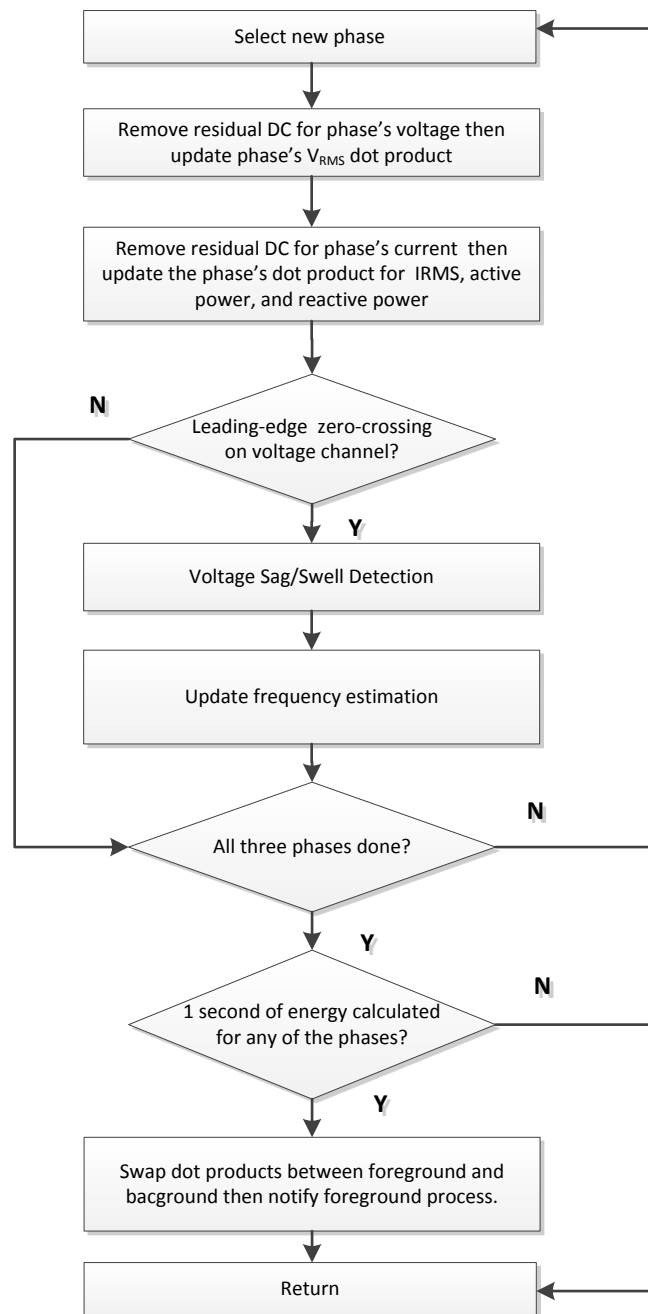 Select new phase
Remove residual DC for phase’s voltage then
update phase’s VRMS dot product
Remove residual DC for phase’s current then
update the phase’s dot product for IRMS, active
power, and reactive power
N
Leading-edge zero-crossing
on voltage channel?
Y
Voltage Sag/Swell Detection
Update frequency estimation
N
All three phases done?
Y
N
1 second of energy calculated
for any of the phases?
Y
Swap dot products between foreground and
bacground then notify foreground process.
Return